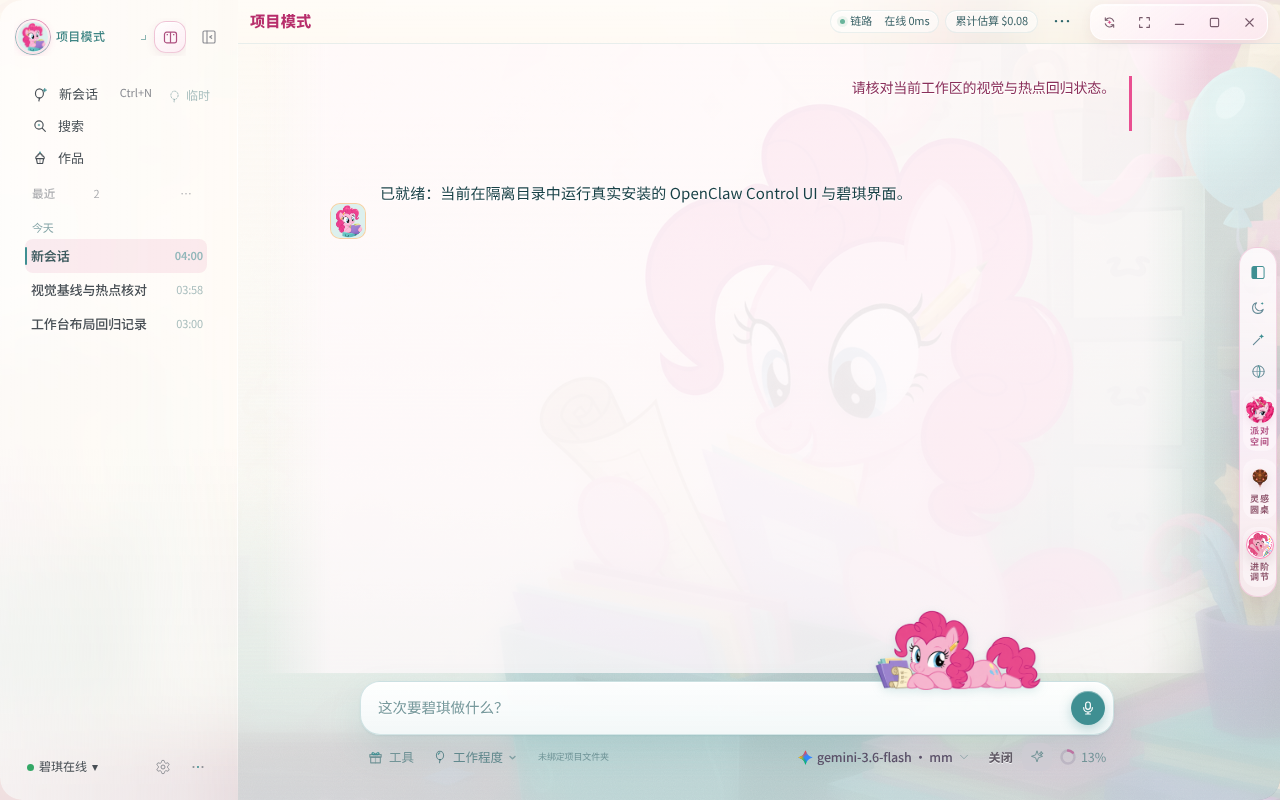 项目模式
新会话 Ctrl+N 临时
搜索
作品
最近 2 ···
今天
新会话 04:00
视觉基线与热点核对 03:58
工作台布局回归记录 03:00
碧琪在线 ▾ ···
项目模式
链路 在线 0ms 累计估算 $0.08 ···
请核对当前工作区的视觉与热点回归状态。
已就绪：当前在隔离目录中运行真实安装的 OpenClaw Control UI 与碧琪界面。
派对
空间
灵感
圆桌
进阶
调节
这次要碧琪做什么？
工具 工作程度 未绑定项目文件夹 gemini-3.6-flash · mm 关闭 13%